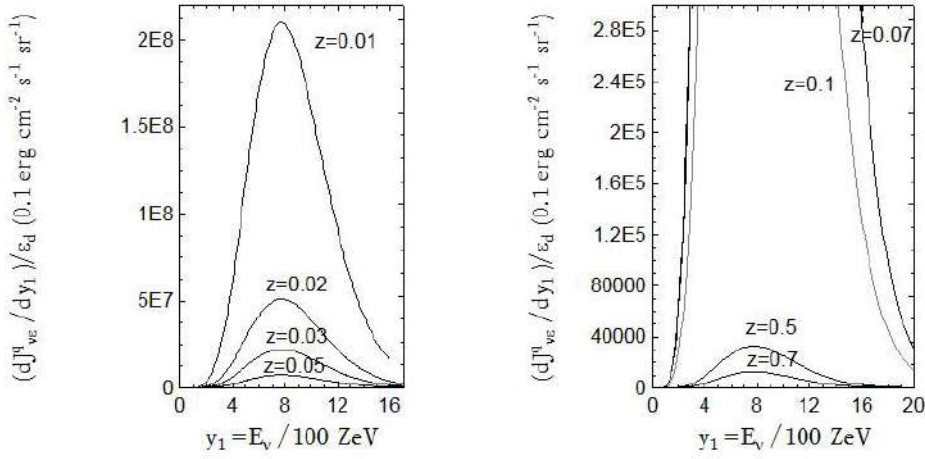 (dJ^q_νε / dy_1 )/ε_d (0.1 erg cm^-2 s^-1 sr^-1)
2E8
1.5E8
1E8
5E7
0
z=0.01
z=0.02
z=0.03
z=0.05
0 4 8 12 16
y_1 =E_ν / 100 ZeV
(dJ^q_νε / dy_1 )/ε_d (0.1 erg cm^-2 s^-1 sr^-1)
2.8E5
2.4E5
2E5
1.6E5
1.2E5
80000
40000
0
z=0.07
z=0.1
z=0.5
z=0.7
0 4 8 12 16 20
y_1 =E_ν / 100 ZeV